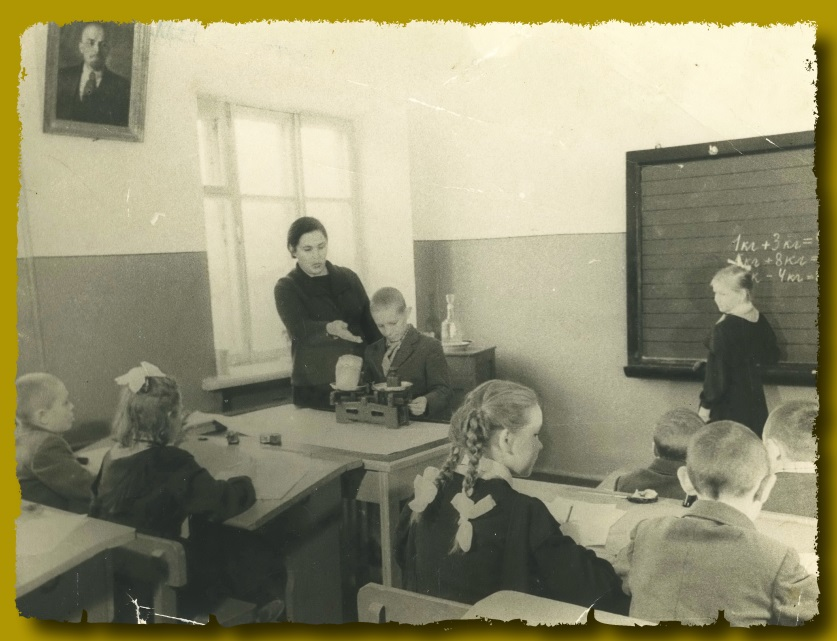 1кг + 3кг =
кг + 8кг =
к - 4кг =